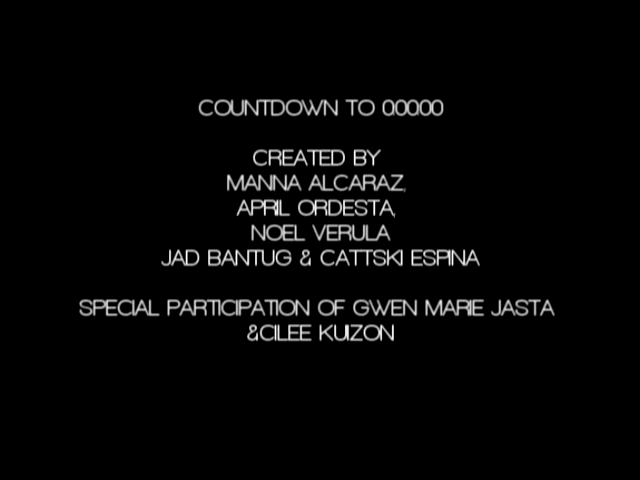 COUNTDOWN TO 0:00:00
CREATED BY
MANNA ALCARAZ,
APRIL ORDESTA,
NOEL VERULA
JAD BANTUG & CATTSKI ESPINA
SPECIAL PARTICIPATION OF GWEN MARIE JASTA
&CILEE KUIZON